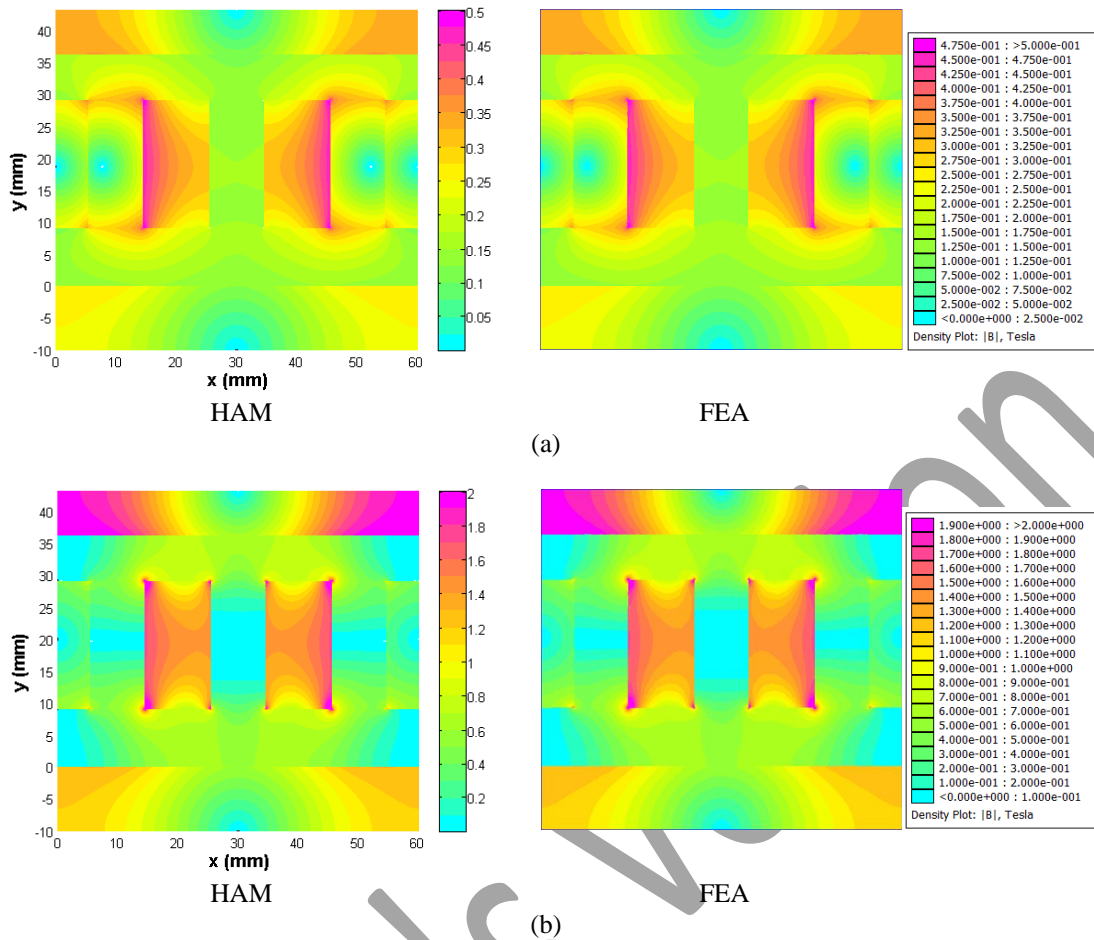 40
35
30
25
20
15
10
5
0
-5
-10
y (mm)
0 10 20 30 40 50 60
x (mm)
0.5
0.45
0.4
0.35
0.3
0.25
0.2
0.15
0.1
0.05
4.750e-001 : >5.000e-001
4.500e-001 : 4.750e-001
4.250e-001 : 4.500e-001
4.000e-001 : 4.250e-001
3.750e-001 : 4.000e-001
3.500e-001 : 3.750e-001
3.250e-001 : 3.500e-001
3.000e-001 : 3.250e-001
2.750e-001 : 3.000e-001
2.500e-001 : 2.750e-001
2.250e-001 : 2.500e-001
2.000e-001 : 2.250e-001
1.750e-001 : 2.000e-001
1.500e-001 : 1.750e-001
1.250e-001 : 1.500e-001
1.000e-001 : 1.250e-001
7.500e-002 : 1.000e-001
5.000e-002 : 7.500e-002
2.500e-002 : 5.000e-002
<0.000e+000 : 2.500e-002
Density Plot: |B|, Tesla
HAM FEA
(a)
40
35
30
25
20
15
10
5
0
-5
-10
y (mm)
0 10 20 30 40 50 60
x (mm)
2
1.8
1.6
1.4
1.2
1
0.8
0.6
0.4
0.2
1.900e+000 : >2.000e+000
1.800e+000 : 1.900e+000
1.700e+000 : 1.800e+000
1.600e+000 : 1.700e+000
1.500e+000 : 1.600e+000
1.400e+000 : 1.500e+000
1.300e+000 : 1.400e+000
1.200e+000 : 1.300e+000
1.100e+000 : 1.200e+000
1.000e+000 : 1.100e+000
9.000e-001 : 1.000e+000
8.000e-001 : 9.000e-001
7.000e-001 : 8.000e-001
6.000e-001 : 7.000e-001
5.000e-001 : 6.000e-001
4.000e-001 : 5.000e-001
3.000e-001 : 4.000e-001
2.000e-001 : 3.000e-001
1.000e-001 : 2.000e-001
<0.000e+000 : 1.000e-001
Density Plot: |B|, Tesla
HAM FEA
(b)